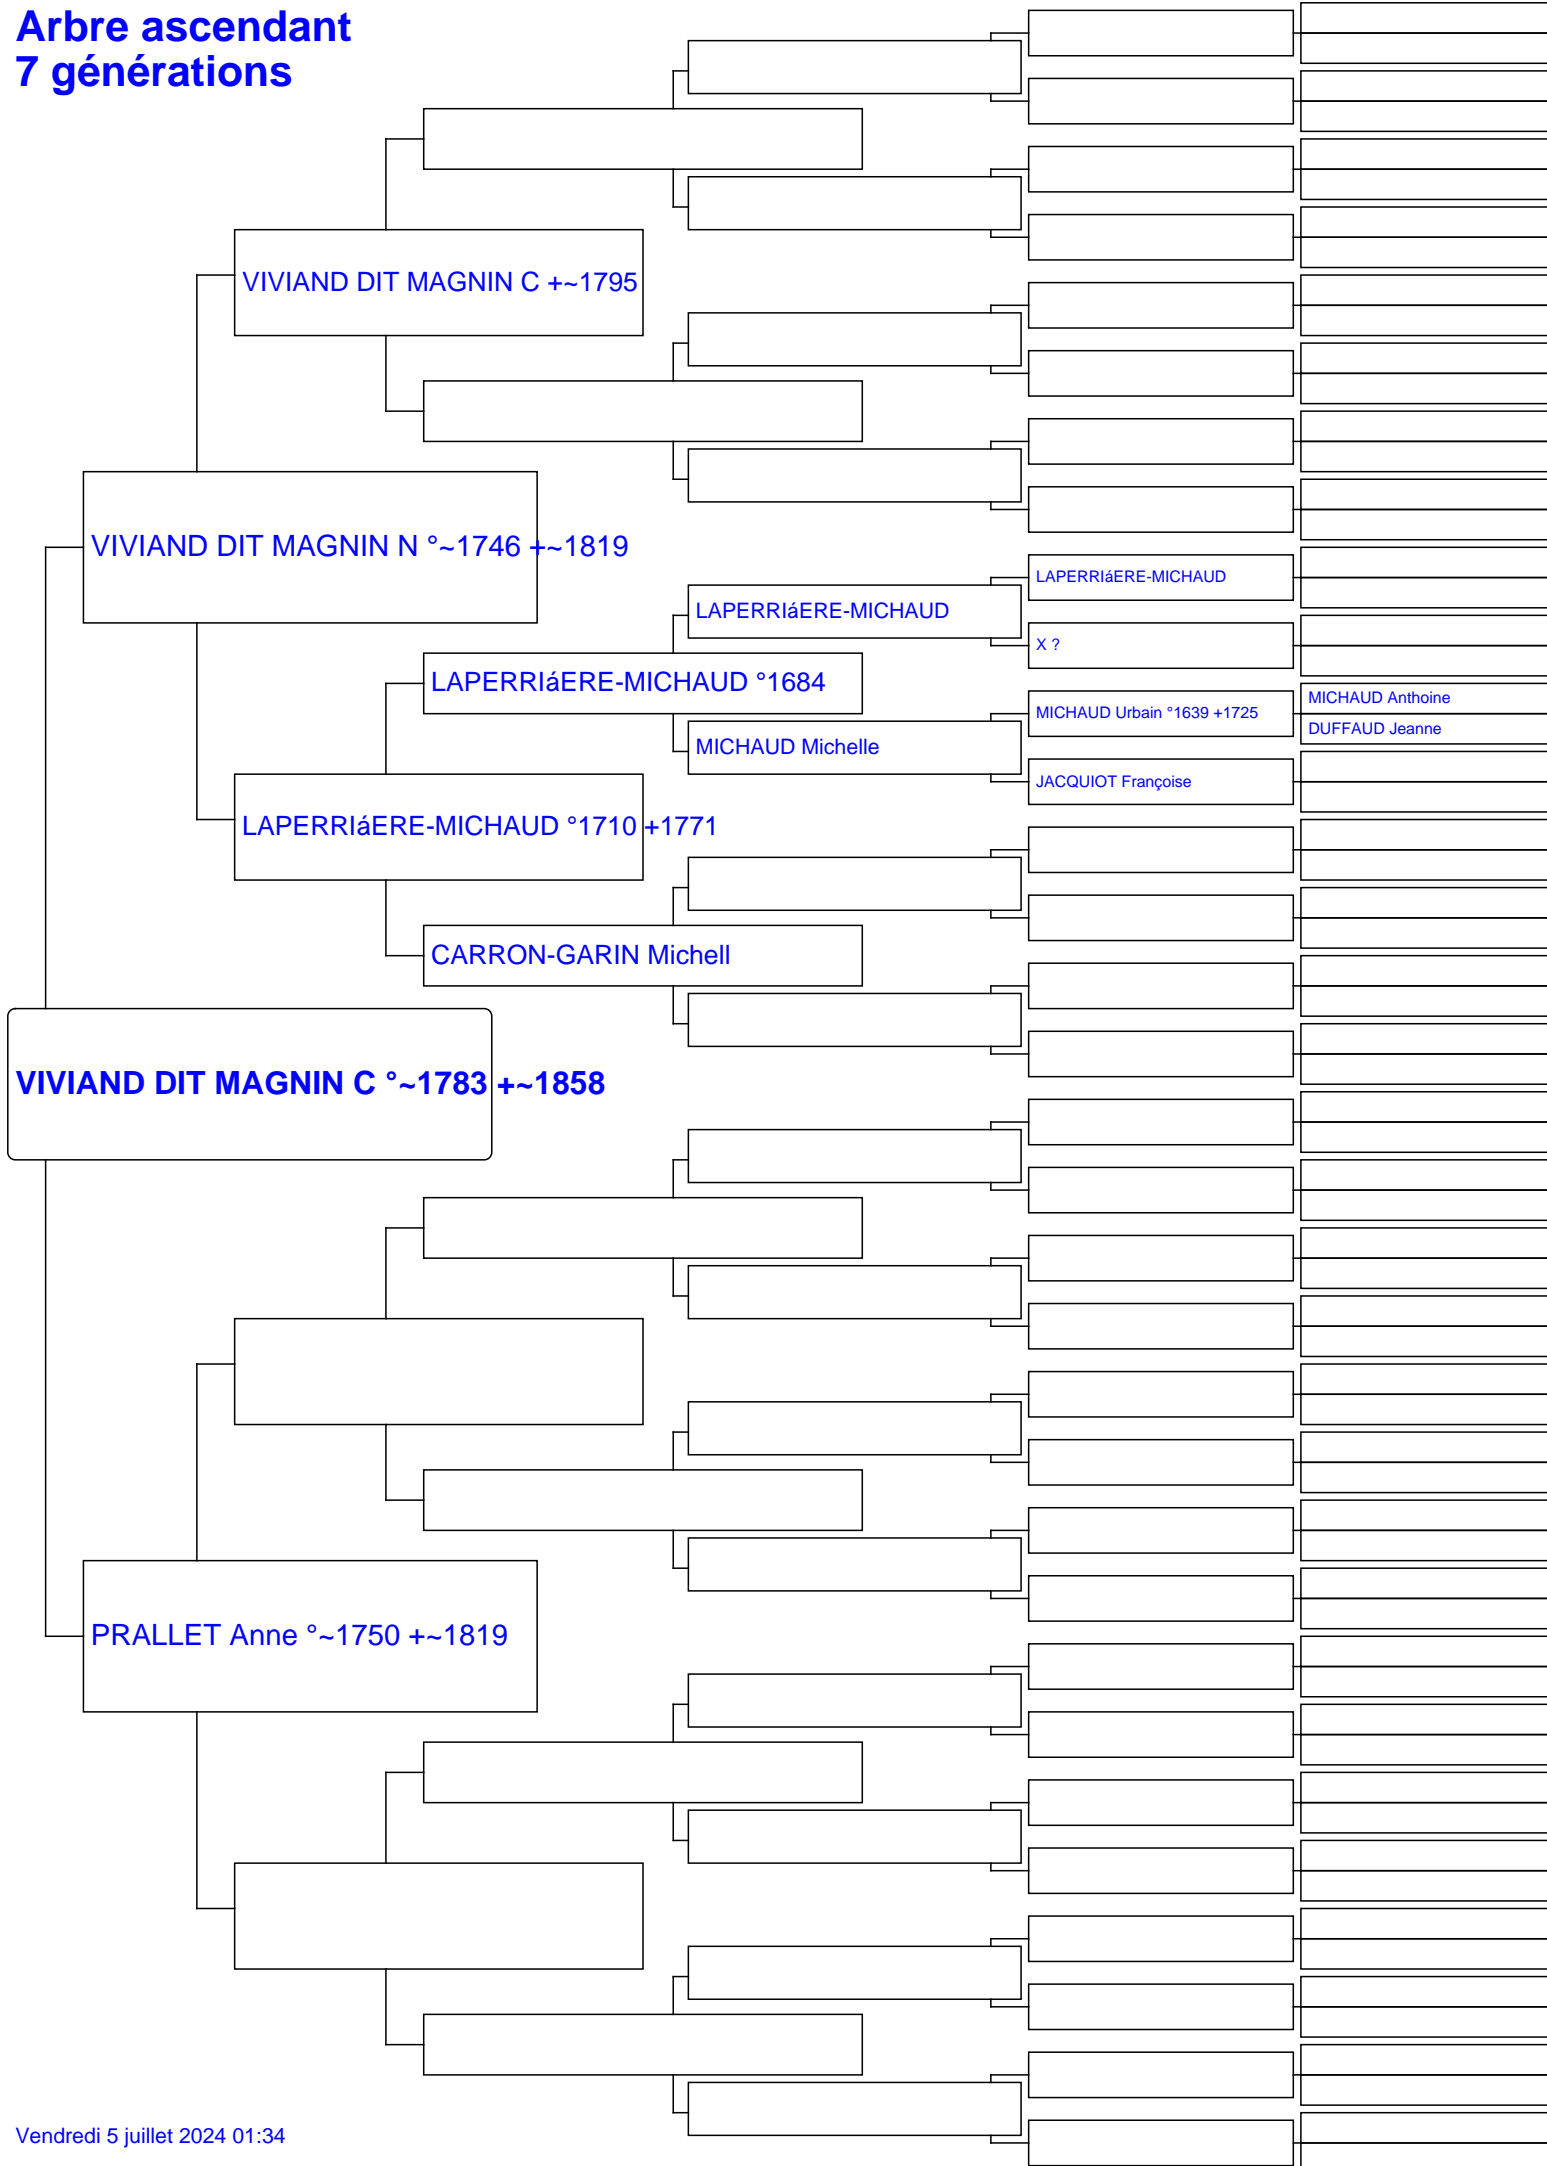 Arbre ascendant
7 générations
VIVIAND DIT MAGNIN C +~1795
VIVIAND DIT MAGNIN N °~1746 +~1819
LAPERRIáERE-MICHAUD
LAPERRIáERE-MICHAUD
X ?
LAPERRIáERE-MICHAUD °1684
MICHAUD Anthoine
MICHAUD Urbain °1639 +1725
DUFFAUD Jeanne
MICHAUD Michelle
JACQUIOT Françoise
LAPERRIáERE-MICHAUD °1710 +1771
CARRON-GARIN Michell
VIVIAND DIT MAGNIN C °~1783 +~1858
PRALLET Anne °~1750 +~1819
Vendredi 5 juillet 2024 01:34